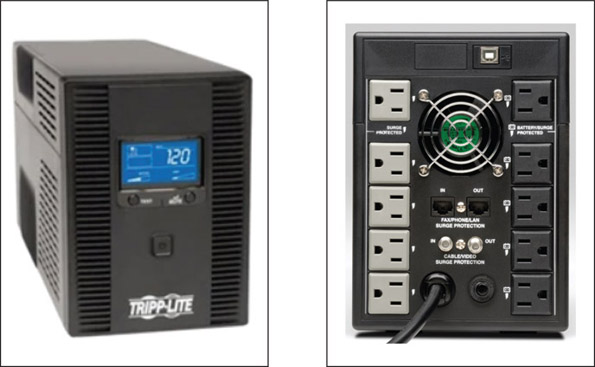 120
TEST
TRIPP·LITE
SURGE
PROTECTED
BATTERY/SURGE
PROTECTED
IN
OUT
FAX/PHONE/LAN
SURGE PROTECTION
IN
OUT
CABLE/VIDEO
SURGE PROTECTION